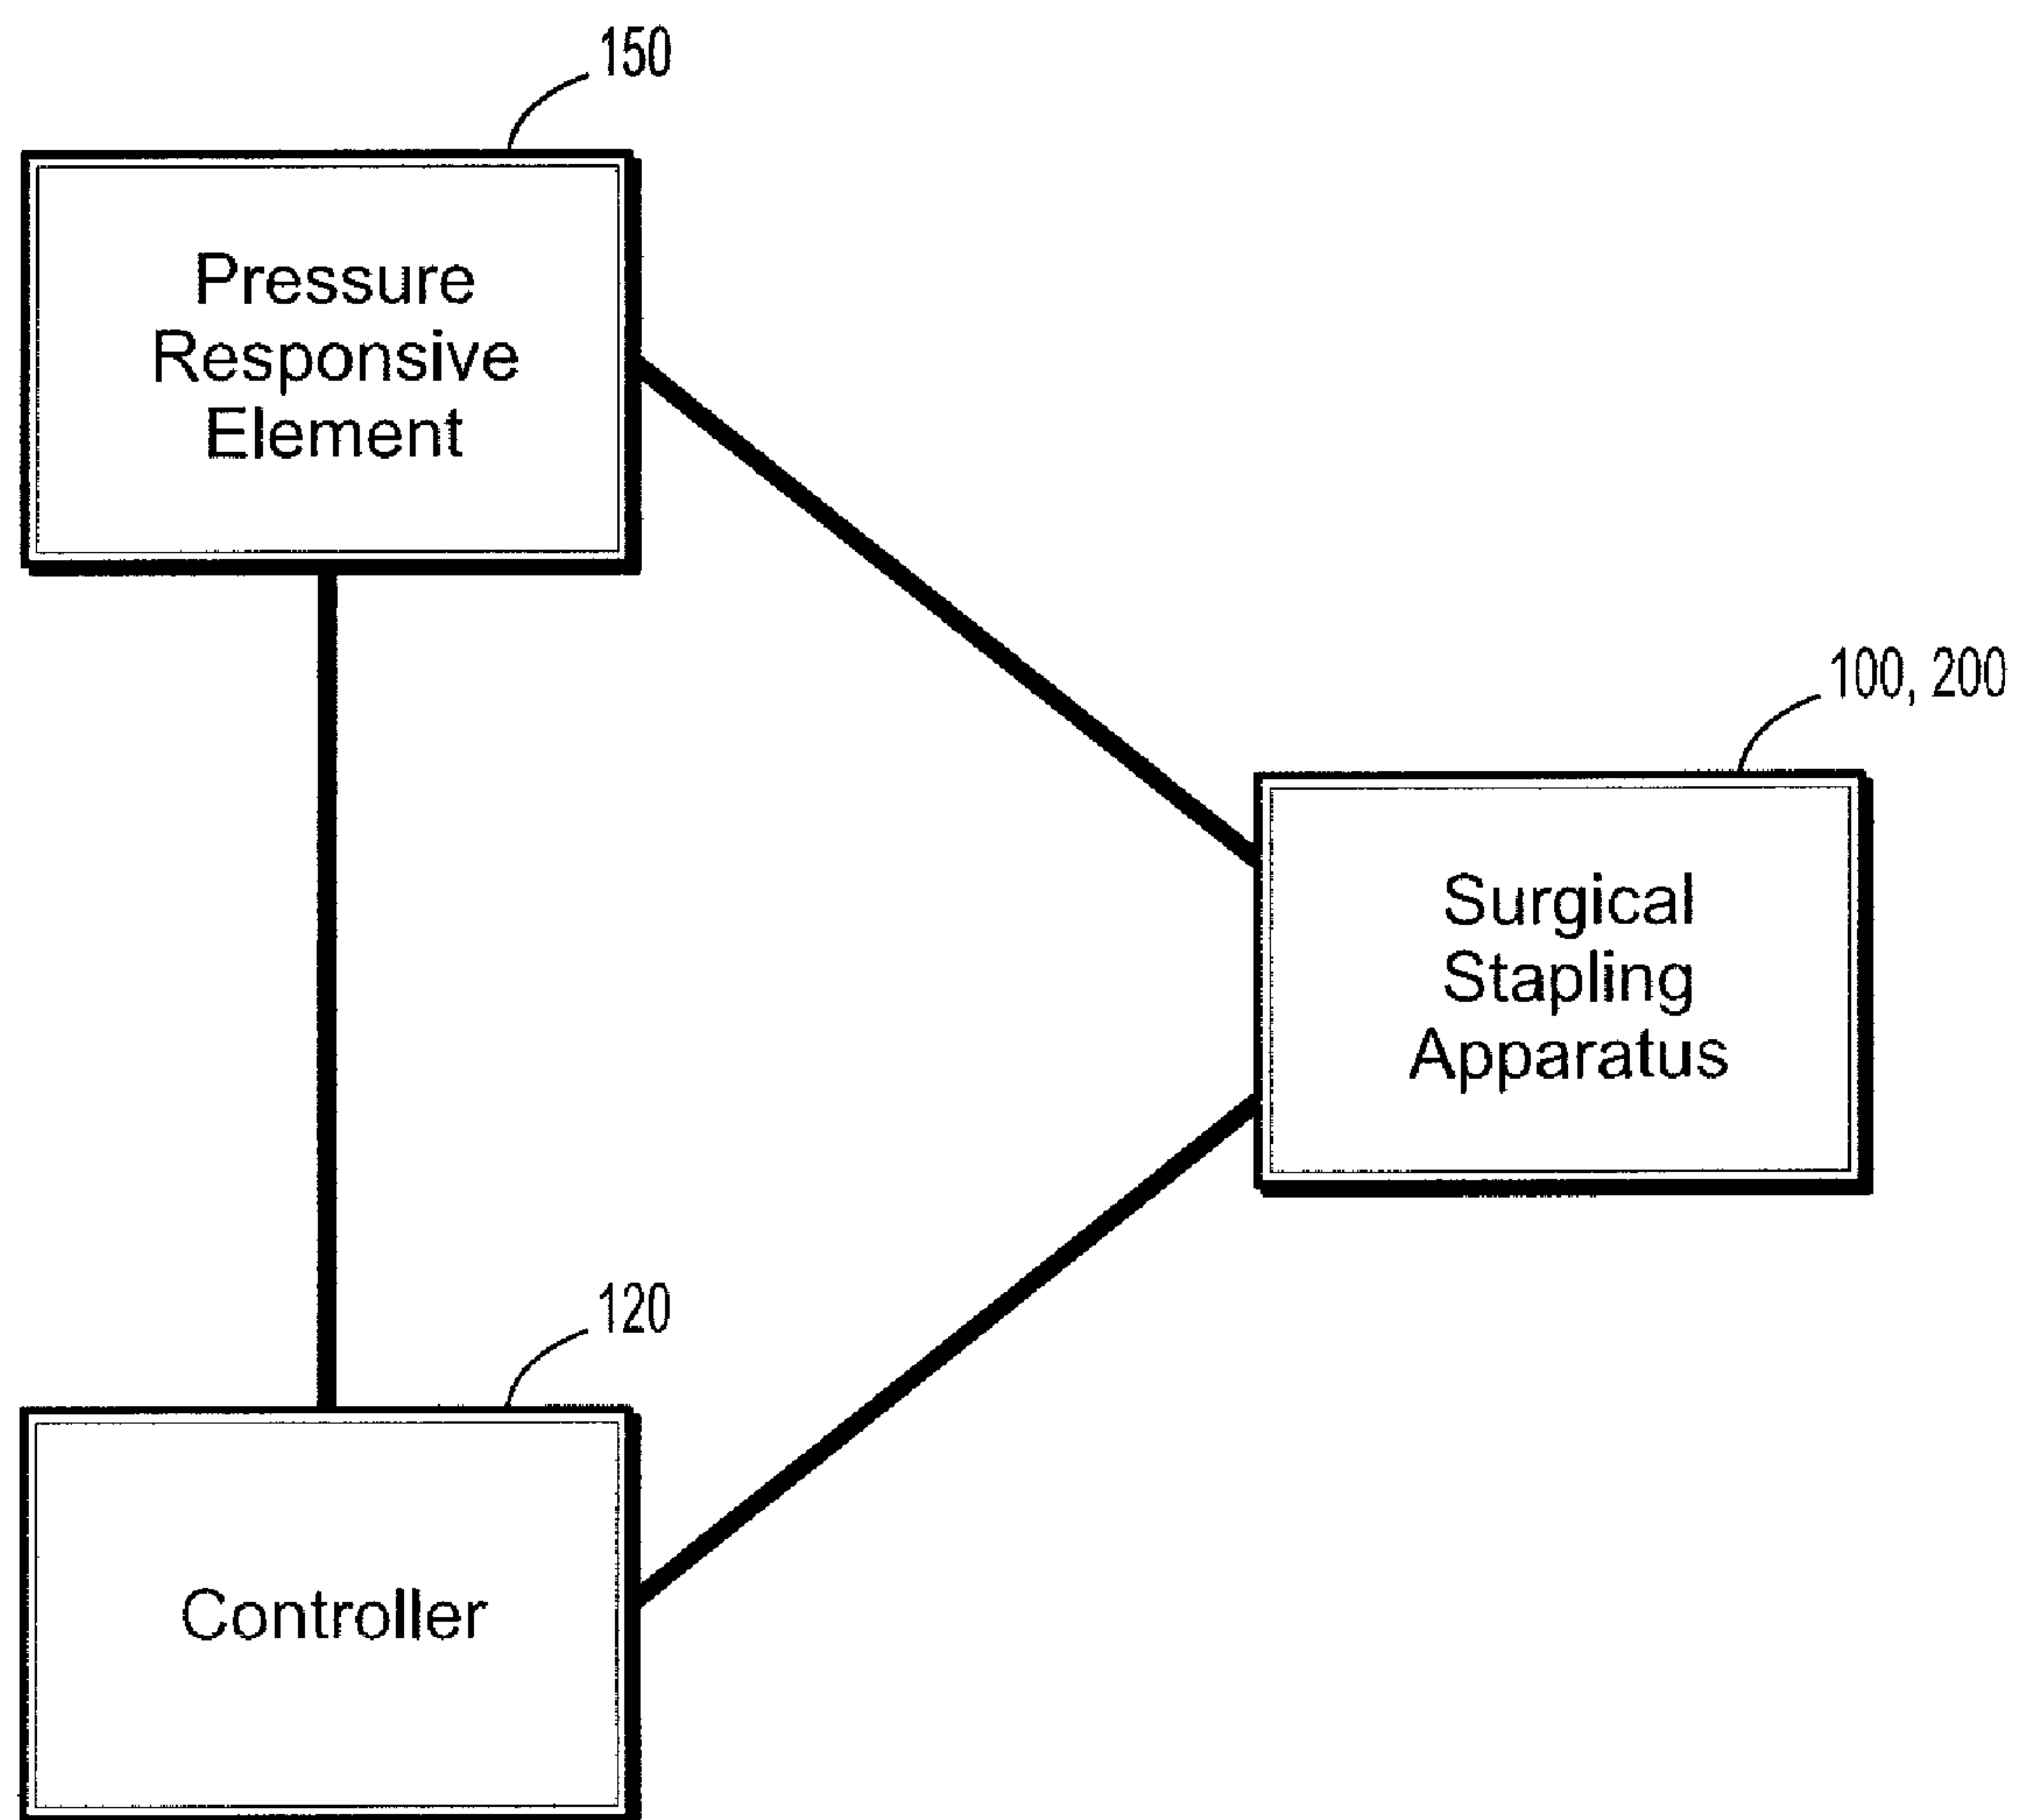 150
Pressure
Responsive
Element
100, 200
Surgical
Stapling
Apparatus
120
Controller